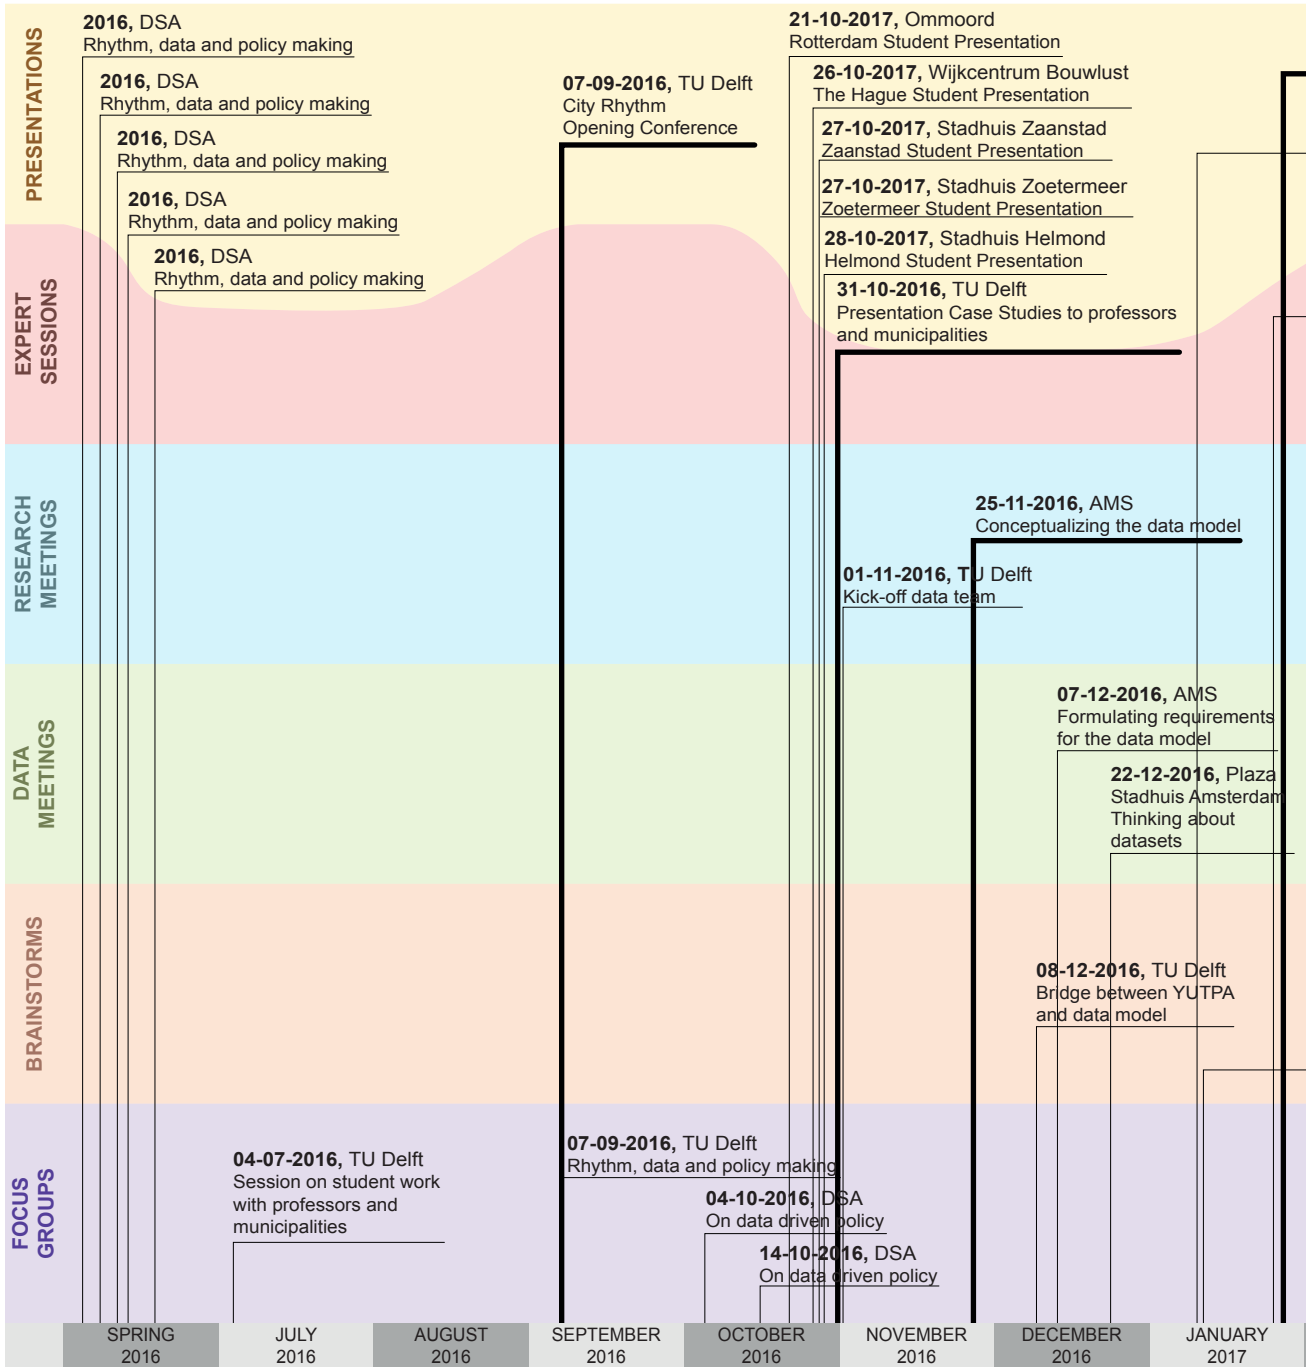 PRESENTATIONS
2016, DSA
Rhythm, data and policy making
2016, DSA
Rhythm, data and policy making
2016, DSA
Rhythm, data and policy making
2016, DSA
Rhythm, data and policy making
2016, DSA
Rhythm, data and policy making
07-09-2016, TU Delft
City Rhythm
Opening Conference
21-10-2017, Ommoord
Rotterdam Student Presentation
26-10-2017, Wijkcentrum Bouwlust
The Hague Student Presentation
27-10-2017, Stadhuis Zaanstad
Zaanstad Student Presentation
27-10-2017, Stadhuis Zoetermeer
Zoetermeer Student Presentation
28-10-2017, Stadhuis Helmond
Helmond Student Presentation
31-10-2016, TU Delft
Presentation Case Studies to professors
and municipalities
EXPERT
SESSIONS
RESEARCH
MEETINGS
25-11-2016, AMS
Conceptualizing the data model
01-11-2016, TU Delft
Kick-off data team
DATA
MEETINGS
07-12-2016, AMS
Formulating requirements
for the data model
22-12-2016, Plaza
Stadhuis Amsterdam
Thinking about
datasets
BRAINSTORMS
08-12-2016, TU Delft
Bridge between YUTPA
and data model
FOCUS
GROUPS
04-07-2016, TU Delft
Session on student work
with professors and
municipalities
07-09-2016, TU Delft
Rhythm, data and policy making
04-10-2016, DSA
On data driven policy
14-10-2016, DSA
On data driven policy
SPRING
2016
JULY
2016
AUGUST
2016
SEPTEMBER
2016
OCTOBER
2016
NOVEMBER
2016
DECEMBER
2016
JANUARY
2017